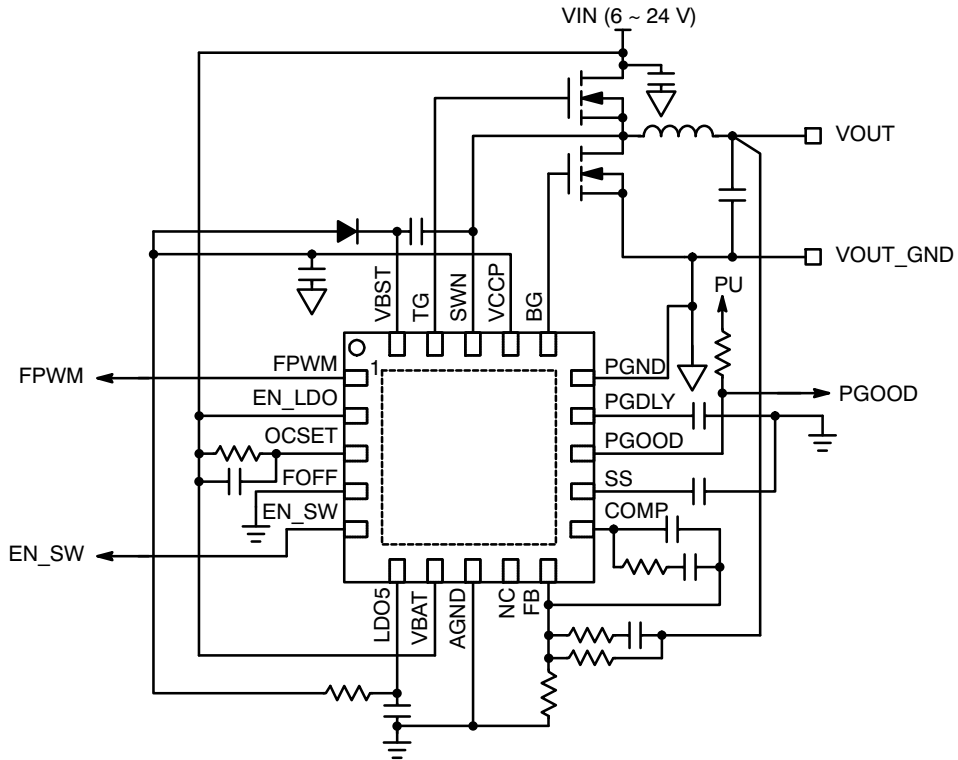 VIN (6 ~ 24 V)
VOUT
VOUT_GND
PU
VBST
TG
SWN
VCCP
BG
1
FPWM
FPWM
PGND
EN_LDO
PGDLY
PGOOD
OCSET
PGOOD
FOFF
SS
EN_SW
COMP
EN_SW
LDO5
VBAT
AGND
NC
FB